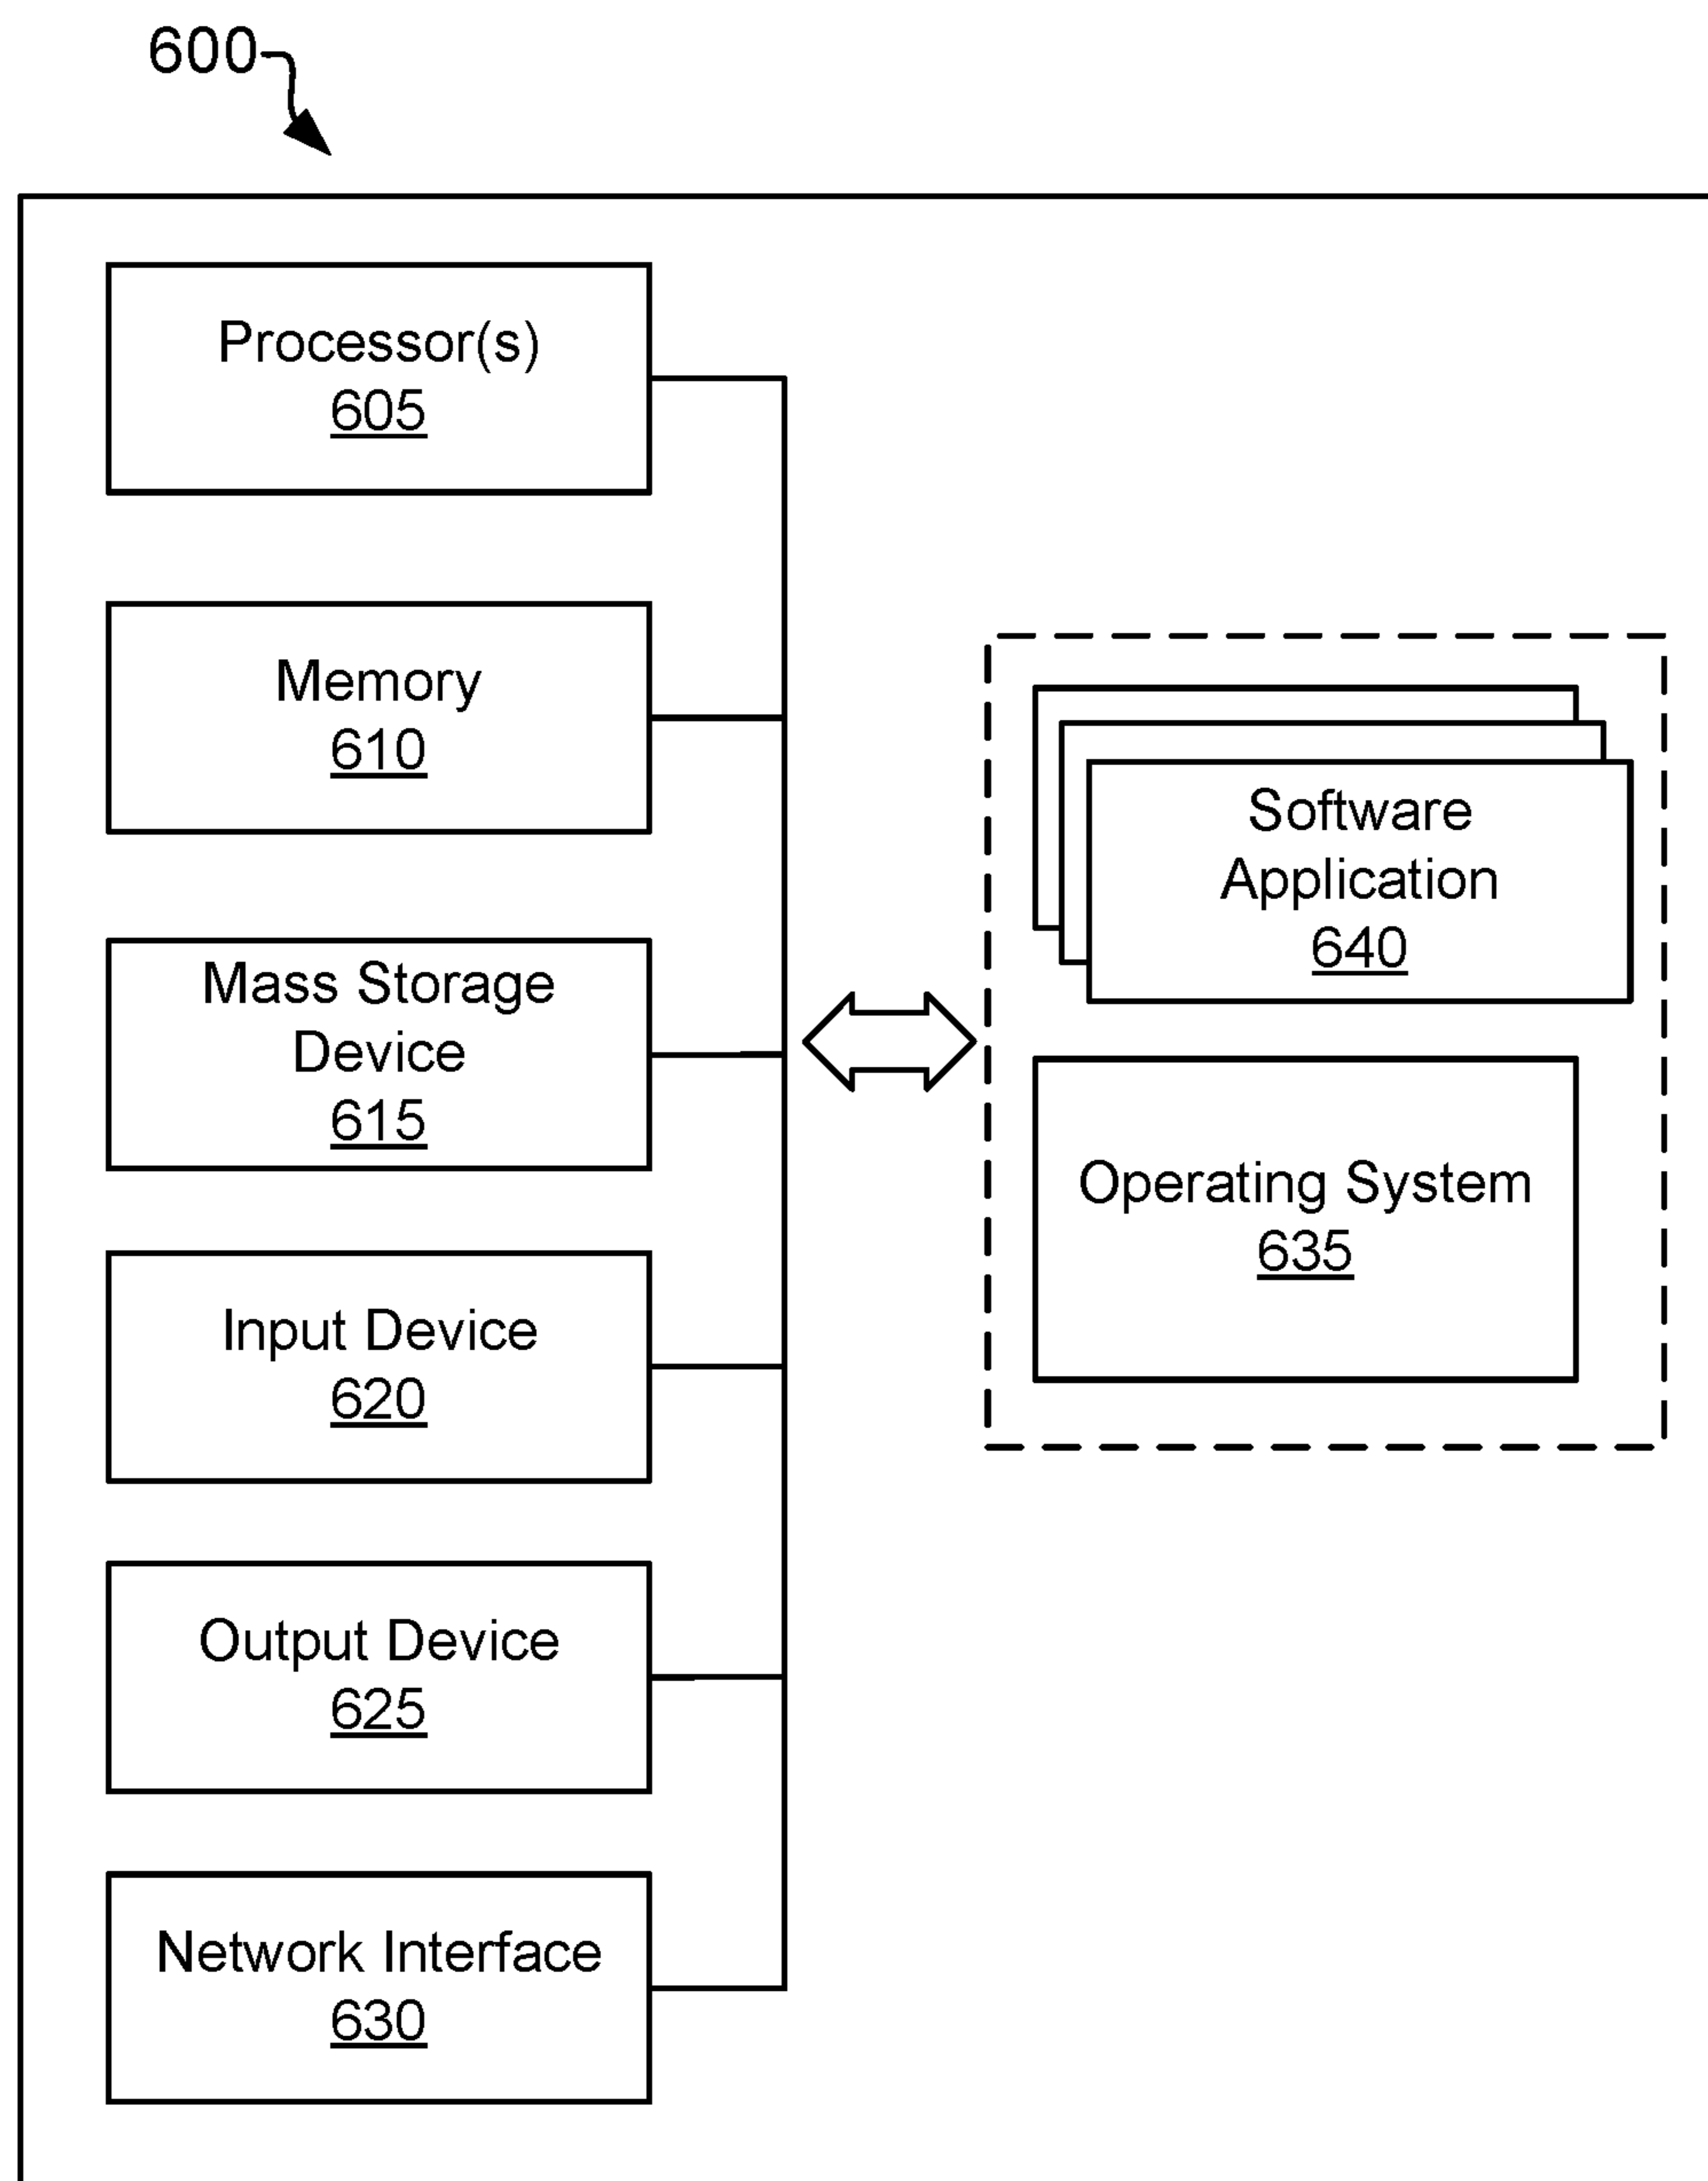 600
Processor(s)
605
Memory
610
Mass Storage
Device
615
Input Device
620
Output Device
625
Network Interface
630
Software
Application
640
Operating System
635